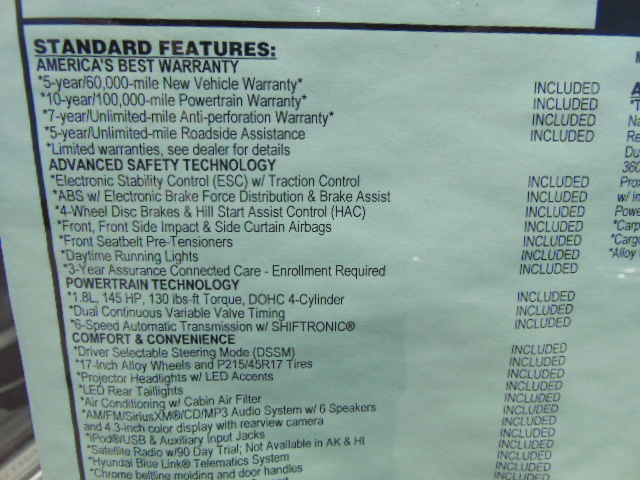 STANDARD FEATURES:
AMERICA'S BEST WARRANTY
*5-year/60,000-mile New Vehicle Warranty* INCLUDED
*10-year/100,000-mile Powertrain Warranty* INCLUDED
*7-year/Unlimited-mile Anti-perforation Warranty* INCLUDED
*5-year/Unlimited-mile Roadside Assistance INCLUDED
*Limited warranties, see dealer for details
ADVANCED SAFETY TECHNOLOGY
*Electronic Stability Control (ESC) w/ Traction Control INCLUDED
*ABS w/ Electronic Brake Force Distribution & Brake Assist INCLUDED
*4-Wheel Disc Brakes & Hill Start Assist Control (HAC) INCLUDED
*Front, Front Side Impact & Side Curtain Airbags INCLUDED
*Front Seatbelt Pre-Tensioners INCLUDED
*Daytime Running Lights INCLUDED
*3-Year Assurance Connected Care - Enrollment Required INCLUDED
POWERTRAIN TECHNOLOGY
*1.8L, 145 HP, 130 lbs-ft Torque, DOHC 4-Cylinder INCLUDED
*Dual Continuous Variable Valve Timing INCLUDED
*6-Speed Automatic Transmission w/ SHIFTRONIC® INCLUDED
COMFORT & CONVENIENCE
*Driver Selectable Steering Mode (DSSM) INCLUDED
*17-Inch Alloy Wheels and P215/45R17 Tires INCLUDED
*Projector Headlights w/ LED Accents INCLUDED
*LED Rear Taillights INCLUDED
*Air Conditioning w/ Cabin Air Filter INCLUDED
*AM/FM/SiriusXM®/CD/MP3 Audio System w/ 6 Speakers INCLUDED
and 4.3-inch color display with rearview camera INCLUDED
*iPod®/USB & Auxiliary Input Jacks INCLUDED
*Satellite Radio w/90 Day Trial; Not Available in AK & HI INCLUDED
*Hyundai Blue Link® Telematics System INCLUDED
*Chrome beltline molding and door handles INCLUDED